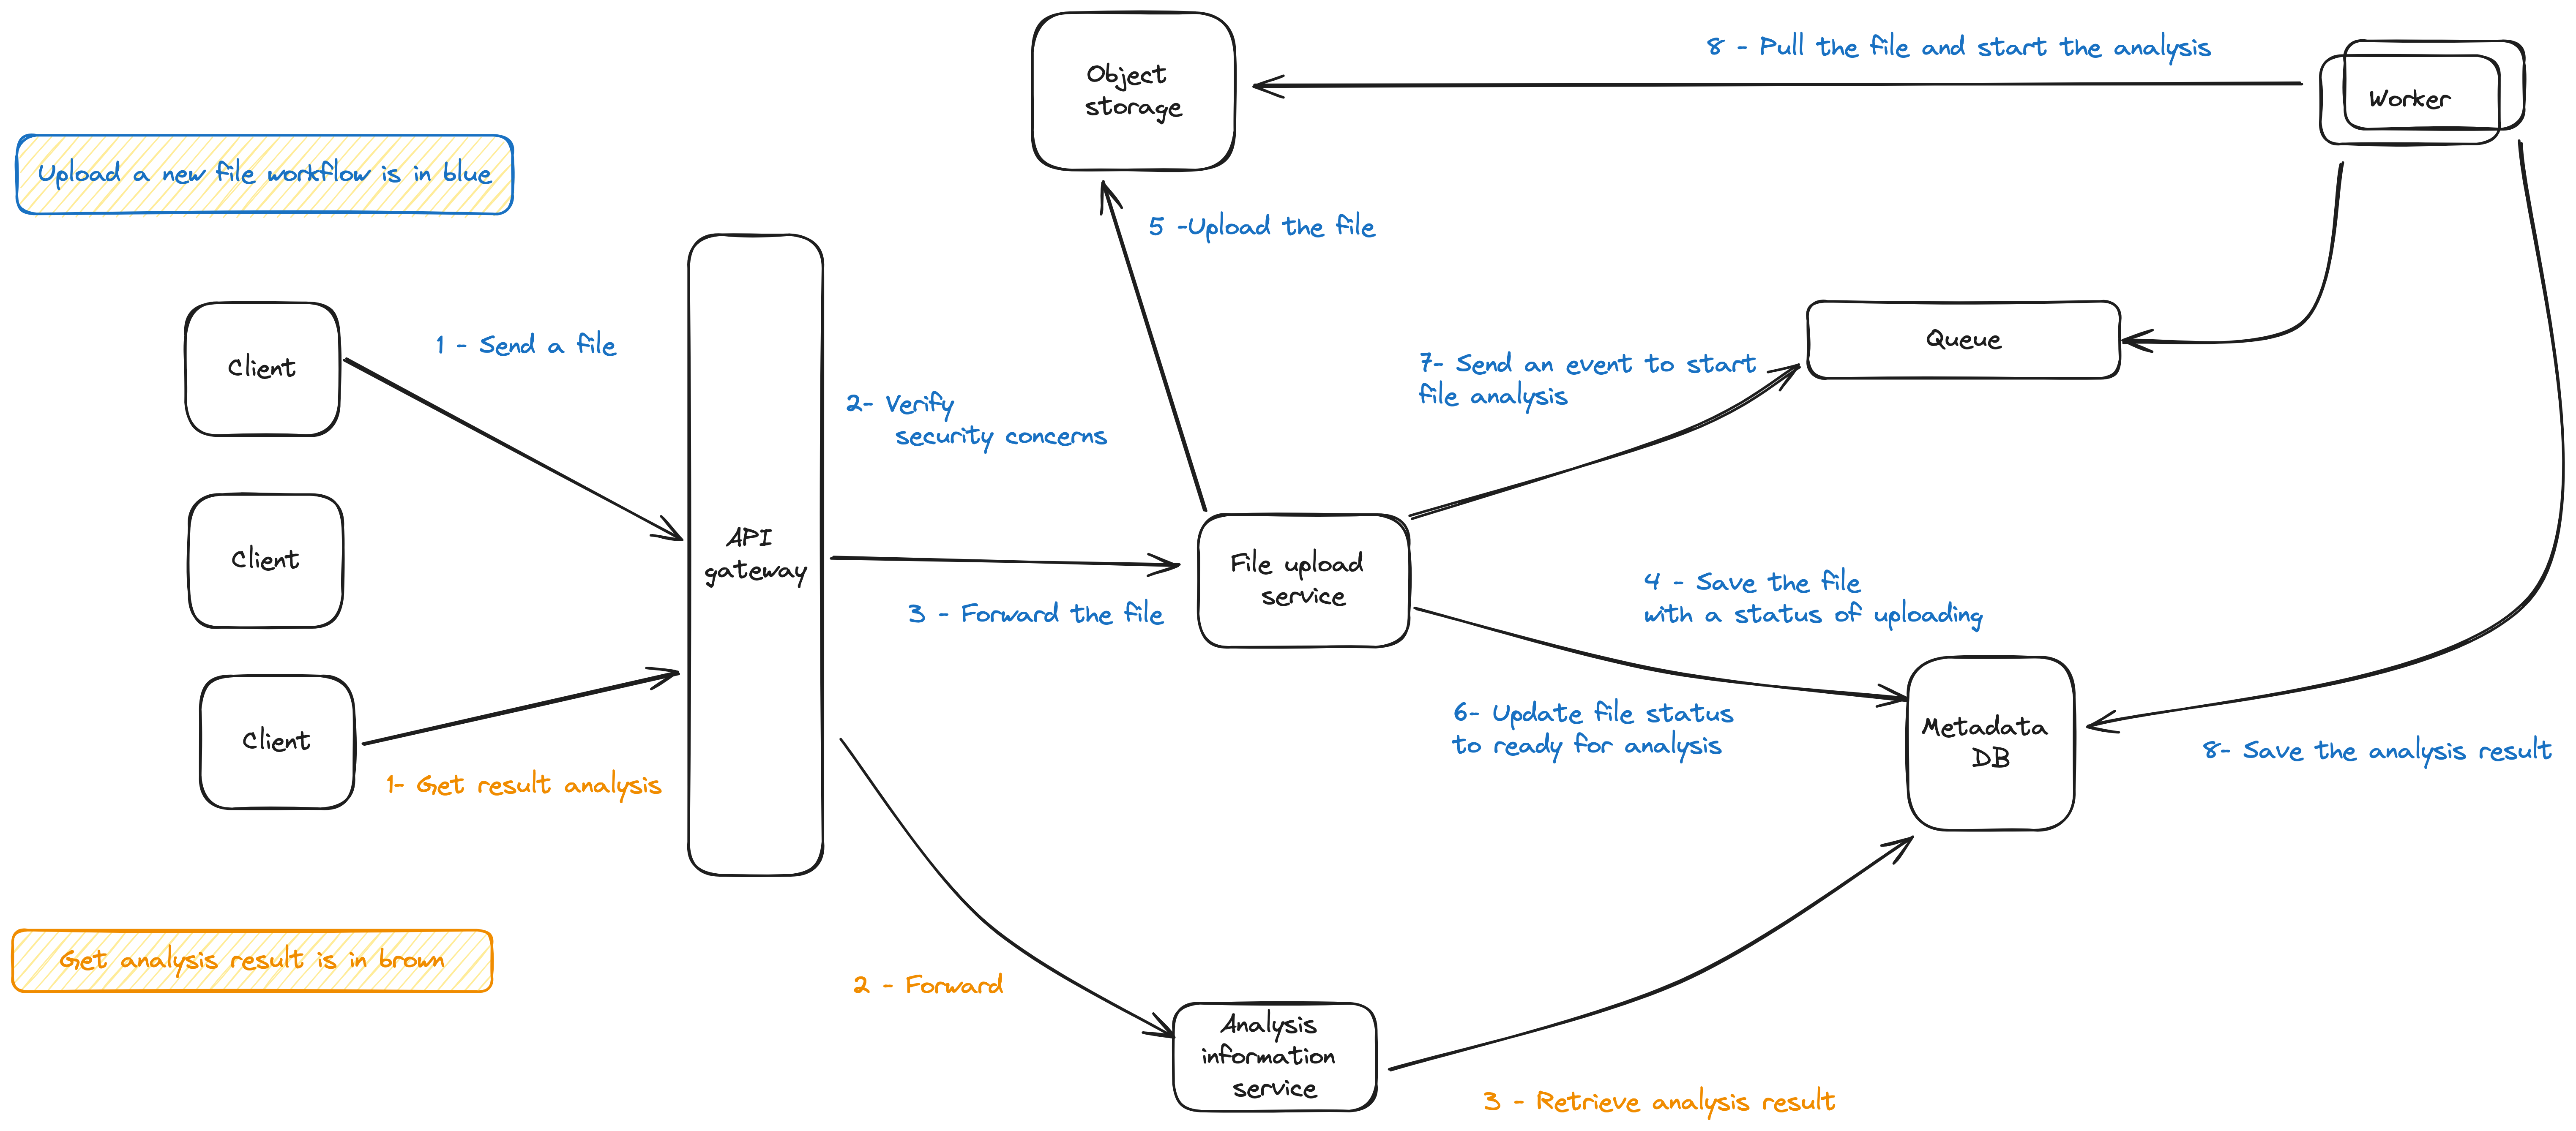 Object
storage
8 - Pull the file and start the analysis
Worker
Upload a new file workflow is in blue
5 -Upload the file
Client
1 - Send a file
2- Verify
security concerns
7- Send an event to start
file analysis
Queue
Client
API
gateway
3 - Forward the file
File upload
service
4 - Save the file
with a status of uploading
6- Update file status
to ready for analysis
Metadata
DB
8- Save the analysis result
Client
1- Get result analysis
Get analysis result is in brown
2 - Forward
Analysis
information
service
3 - Retrieve analysis result